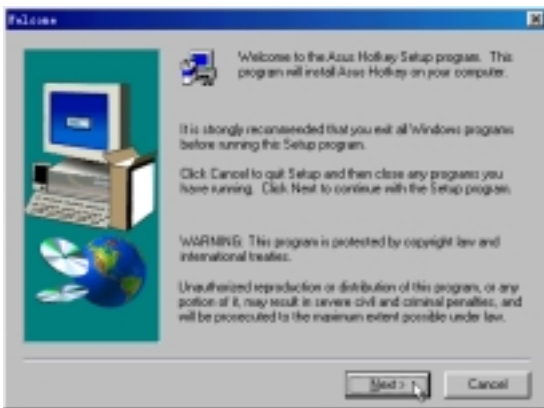 Welcome
Welcome to the Asus Hotkey Setup program. This
program will install Asus Hotkey on your computer.
It is strongly recommended that you exit all Windows programs
before running this Setup program.
Click Cancel to quit Setup and then close any programs you
have running. Click Next to continue with the Setup program.
WARNING: This program is protected by copyright law and
international treaties.
Unauthorized reproduction or distribution of this program, or any
portion of it, may result in severe civil and criminal penalties, and
will be prosecuted to the maximum extent possible under law.
Next > Cancel